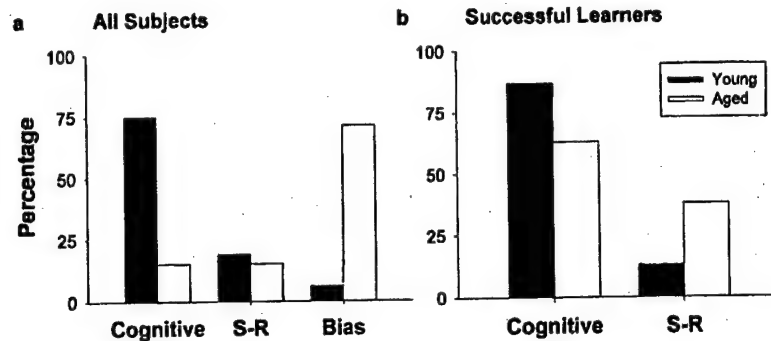 a All Subjects
b Successful Learners
Percentage
100
75
50
25
0
Cognitive S-R Bias
100
75
50
25
0
Cognitive S-R
Young
Aged